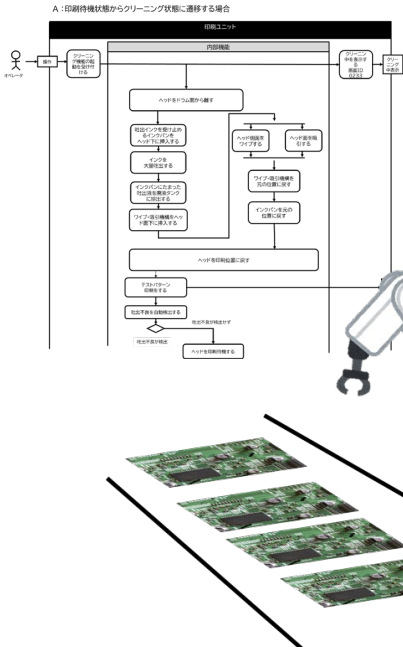 A：印刷待機状態からクリーニング状態に遷移する場合
印刷ユニット
内部機能
オペレータ
操作
クリーニン
グ機能の起
動を受け付
ける
クリーニング
中を表示す
る
画面ID
0233
クリー
ニング
中表示
ヘッドをドラム面から離す
吐出インクを受け止め
るインクパンを
ヘッド下に挿入する
インクを
大量吐出する
インクパンにたまった
吐出液を廃液タンク
に排出する
ワイプ・吸引機構をヘッ
ド面下に挿入する
ヘッド側面を
ワイプする
ヘッド面を吸
引する
ワイプ・吸引機構を
元の位置に戻す
インクパンを元の
位置に戻す
ヘッドを印刷位置に戻す
テストパターン
印刷をする
吐出不良を自動検出する
吐出不良が検出せず
吐出不良が検出
ヘッドを印刷待機する